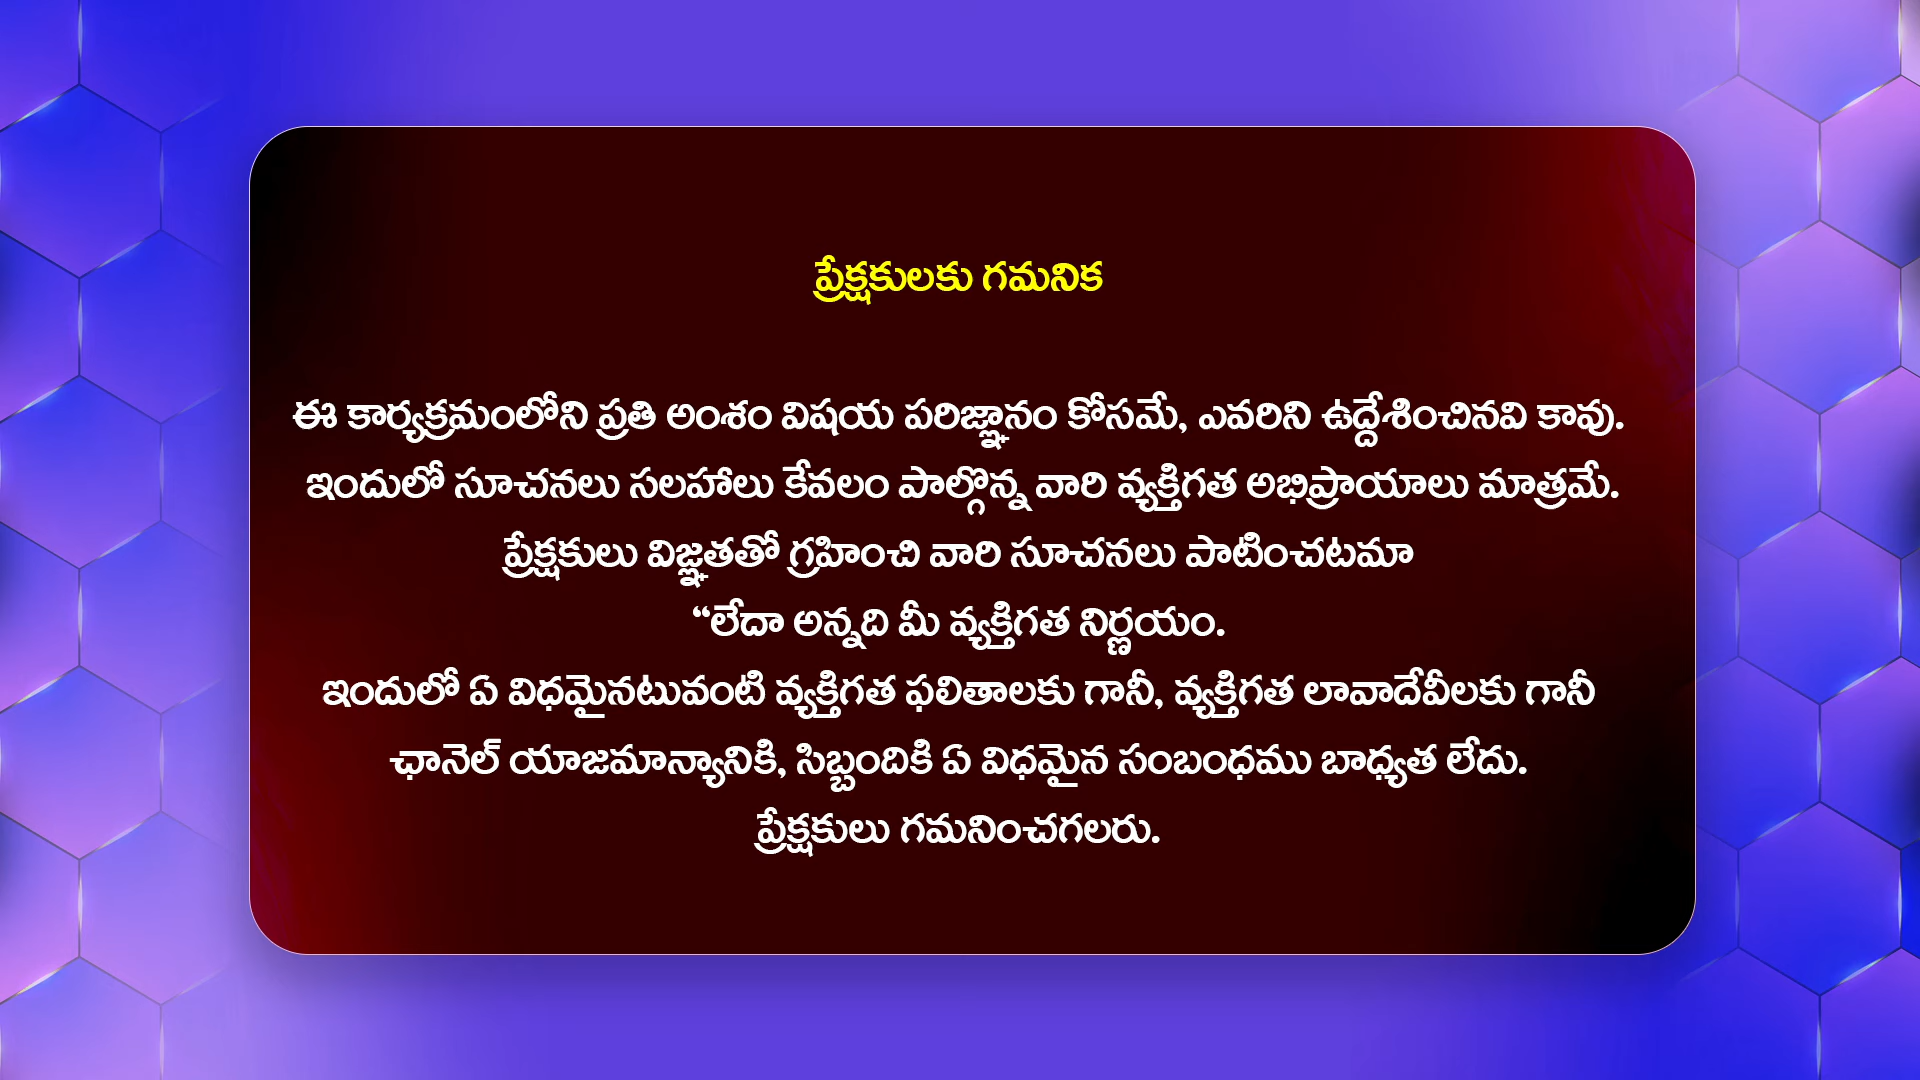 ప్రేక్షకులకు గమనిక
ఈ కార్యక్రమంలోని ప్రతి అంశం విషయ పరిజ్ఞానం కోసమే, ఎవరిని ఉద్దేశించినవి కావు.
ఇందులో సూచనలు సలహాలు కేవలం పాల్గొన్న వారి వ్యక్తిగత అభిప్రాయాలు మాత్రమే.
ప్రేక్షకులు విజ్ఞతతో గ్రహించి వారి సూచనలు పాటించటమా
“లేదా అన్నది మీ వ్యక్తిగత నిర్ణయం.
ఇందులో ఏ విధమైనటువంటి వ్యక్తిగత ఫలితాలకు గానీ, వ్యక్తిగత లావాదేవీలకు గానీ
ఛానెల్ యాజమాన్యానికి, సిబ్బందికి ఏ విధమైన సంబంధము బాధ్యత లేదు.
ప్రేక్షకులు గమనించగలరు.